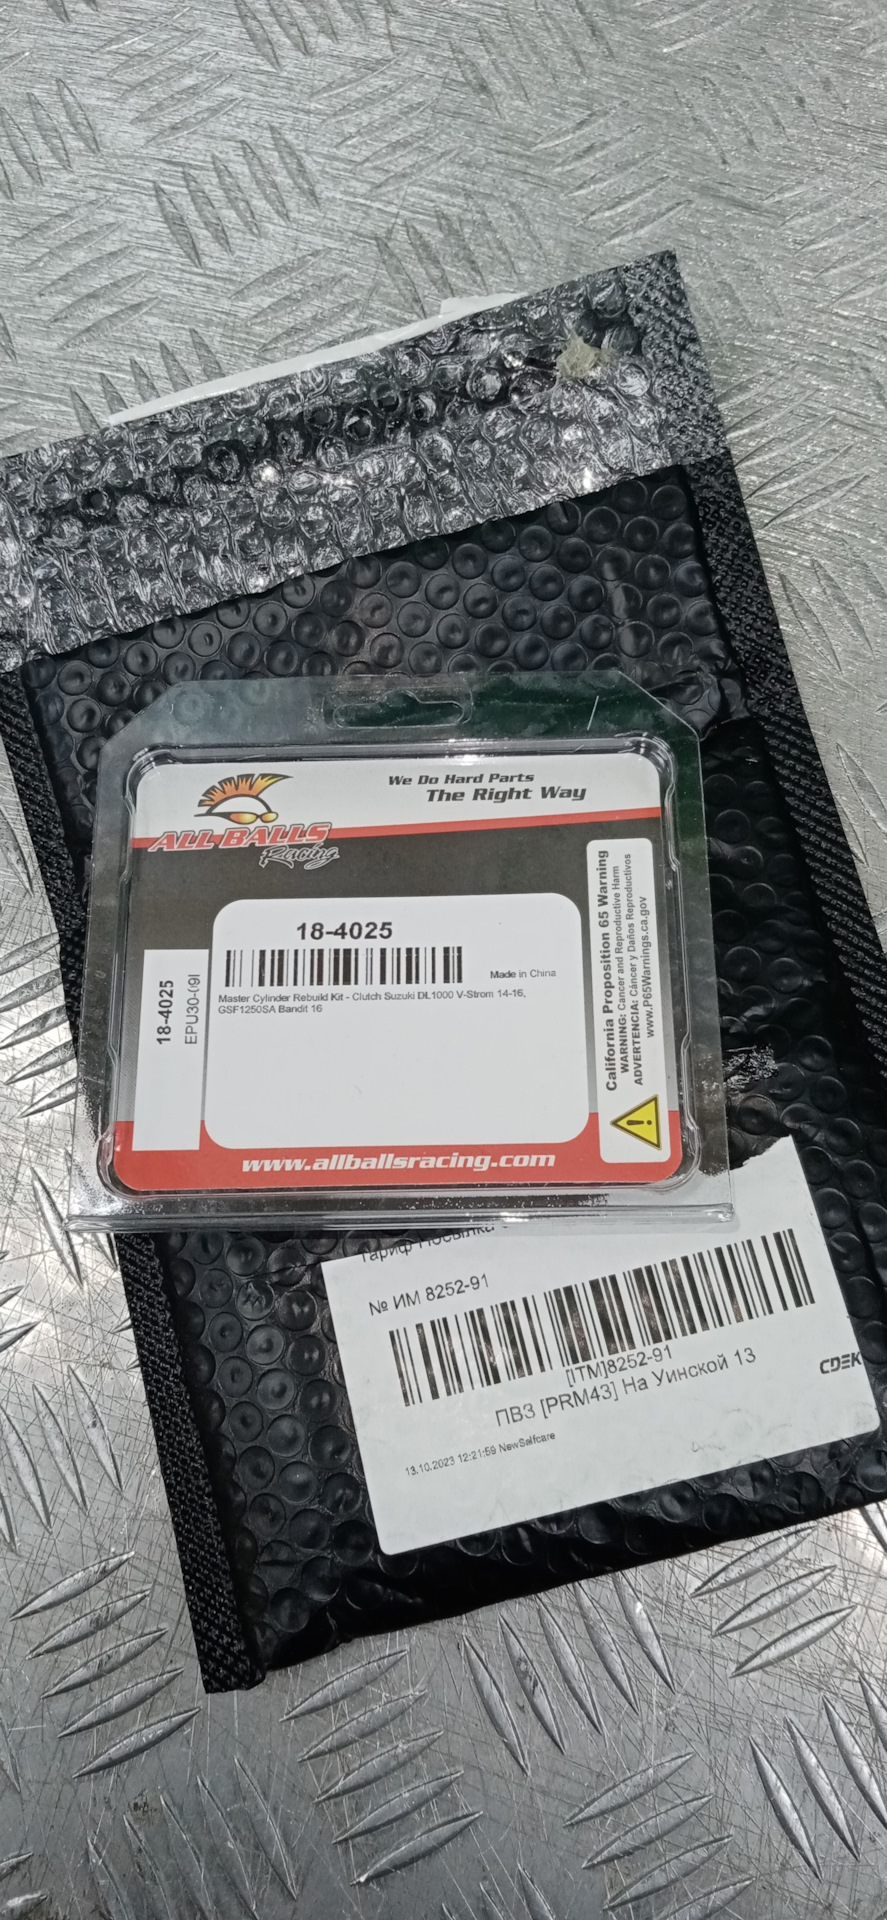 We Do Hard Parts
The Right Way
ALL BALLS
Racing
18-4025
Made in China
Master Cylinder Rebuild Kit - Clutch Suzuki DL1000 V-Strom 14-16,
GSF1250SA Bandit 16
18-4025
California Proposition 65 Warning
WARNING: Cancer and Reproductive Harm
ADVERTENCIA: Cáncer y Daños Reproductivos
www.P65Warnings.ca.gov
www.allballsracing.com
Тариф Посылка
№ ИМ 8252-91
[ITM]8252-91
ПВЗ [PRM43] На Уинской 13
CDEK
13.10.2023 12:21:59 NewSelfcare